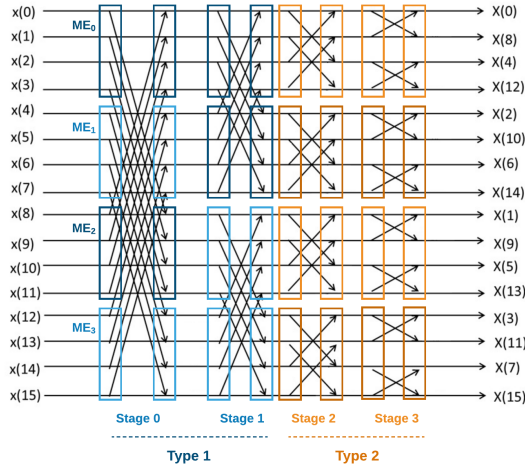 x(0) X(0)
ME0
x(1) X(8)
x(2) X(4)
x(3) X(12)
x(4) X(2)
ME1
x(5) X(10)
x(6) X(6)
x(7) X(14)
x(8) X(1)
ME2
x(9) X(9)
x(10) X(5)
x(11) X(13)
x(12) X(3)
ME3
x(13) X(11)
x(14) X(7)
x(15) X(15)
Stage 0 Stage 1 Stage 2 Stage 3
Type 1 Type 2